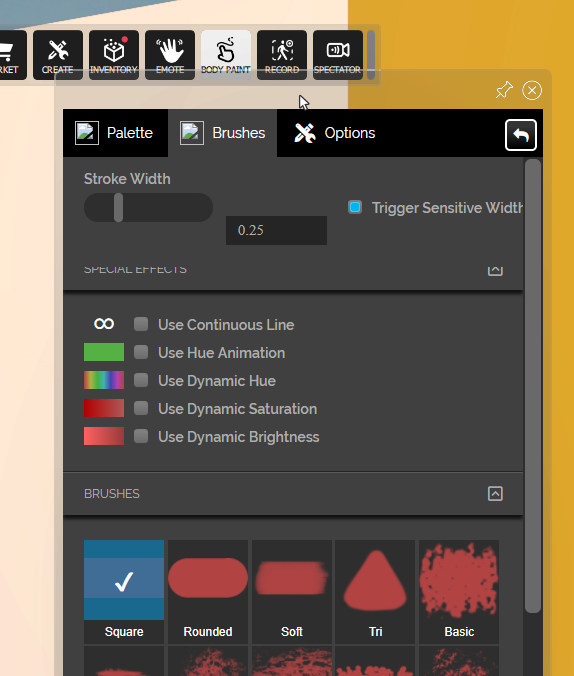 RKET CREATE INVENTORY EMOTE BODY PAINT RECORD SPECTATOR
Palette Brushes Options
Stroke Width
0.25 Trigger Sensitive Width
SPECIAL EFFECTS
Use Continuous Line
Use Hue Animation
Use Dynamic Hue
Use Dynamic Saturation
Use Dynamic Brightness
BRUSHES
Square Rounded Soft Tri Basic